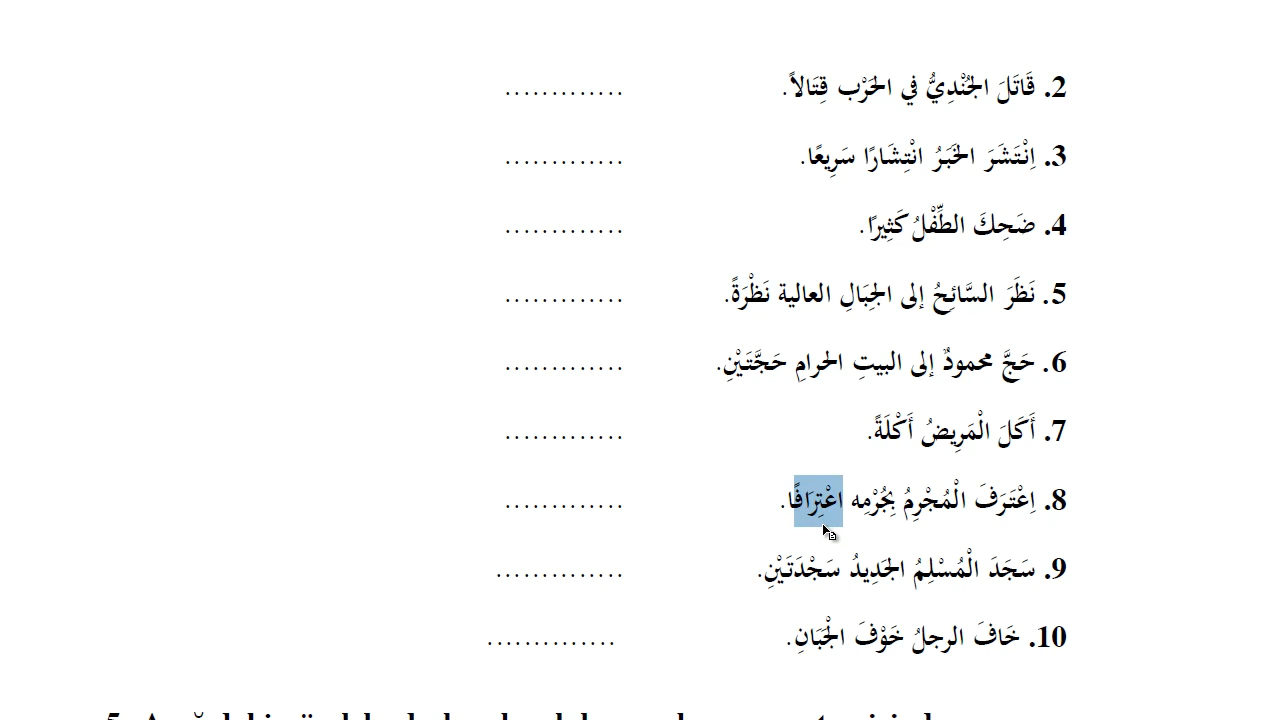 2. قَاتَلَ الجُنْدِيُّ في الحَرْب قِتَالاً. .............
3. اِنْتَشَرَ الخَبَرُ انْتِشَارًا سَرِيعًا. .............
4. ضَحِكَ الطِّفْلُ كَثِيرًا. .............
5. نَظَرَ السَّائِحُ إلى الجِبَالِ العالية نَظْرَةً. .............
6. حَجَّ محمودٌ إلى البيتِ الحرامِ حَجَّتَيْنِ. .............
7. أَكَلَ الْمَرِيضُ أَكْلَةً. .............
8. اِعْتَرَفَ الْمُجْرِمُ بِجُرْمِه اعْتِرَافًا. .............
9. سَجَدَ الْمُسْلِمُ الجَدِيدُ سَجْدَتَيْنِ. ..............
10. خَافَ الرجلُ خَوْفَ الْجَبَانِ. ..............